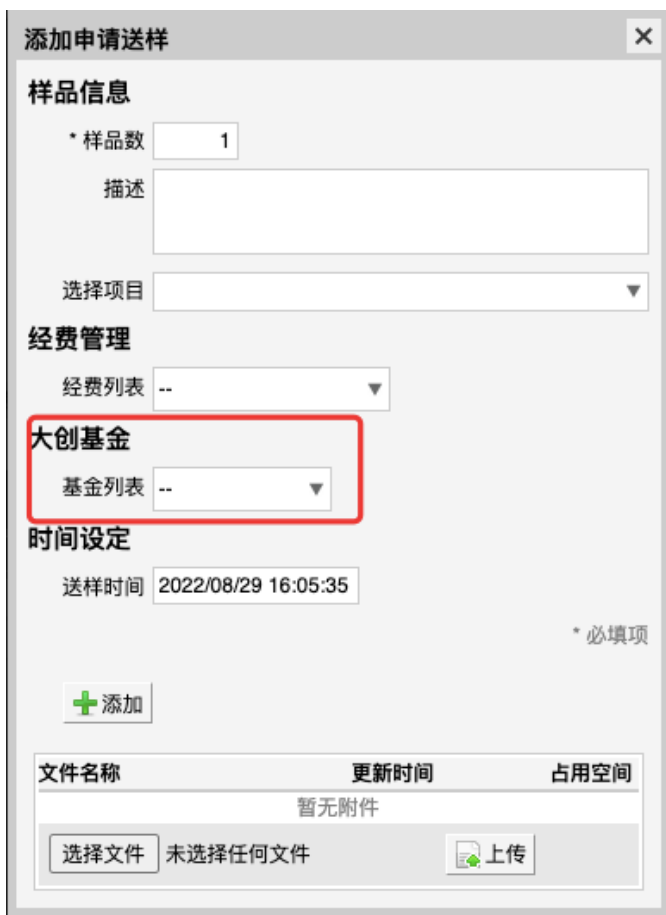 添加申请送样
样品信息
* 样品数 1
描述
选择项目
经费管理
经费列表 --
大创基金
基金列表 --
时间设定
送样时间 2022/08/29 16:05:35
* 必填项
添加
文件名称 更新时间 占用空间
暂无附件
选择文件 未选择任何文件 上传